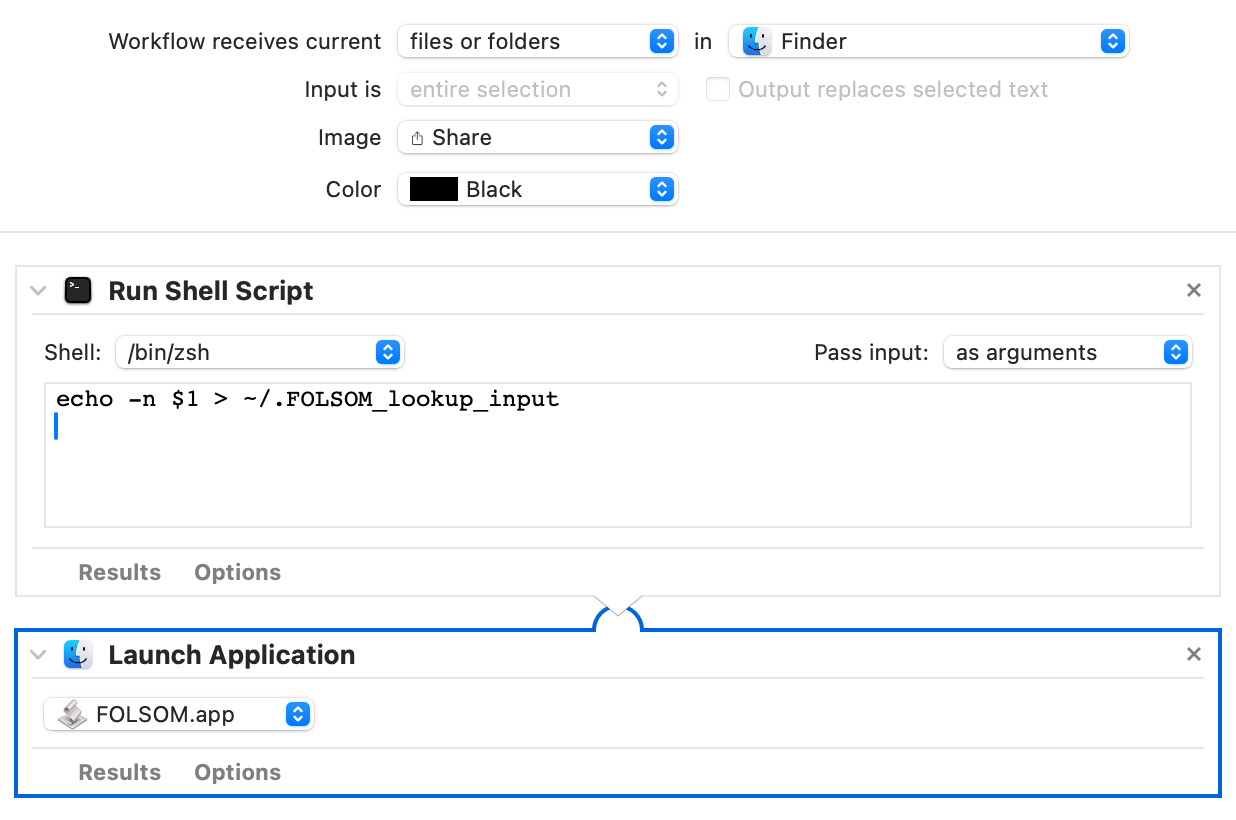 Workflow receives current files or folders in Finder
Input is entire selection Output replaces selected text
Image Share
Color Black
Run Shell Script
Shell: /bin/zsh Pass input: as arguments
echo -n $1 > ~/.FOLSOM_lookup_input
Results Options
Launch Application
FOLSOM.app
Results Options